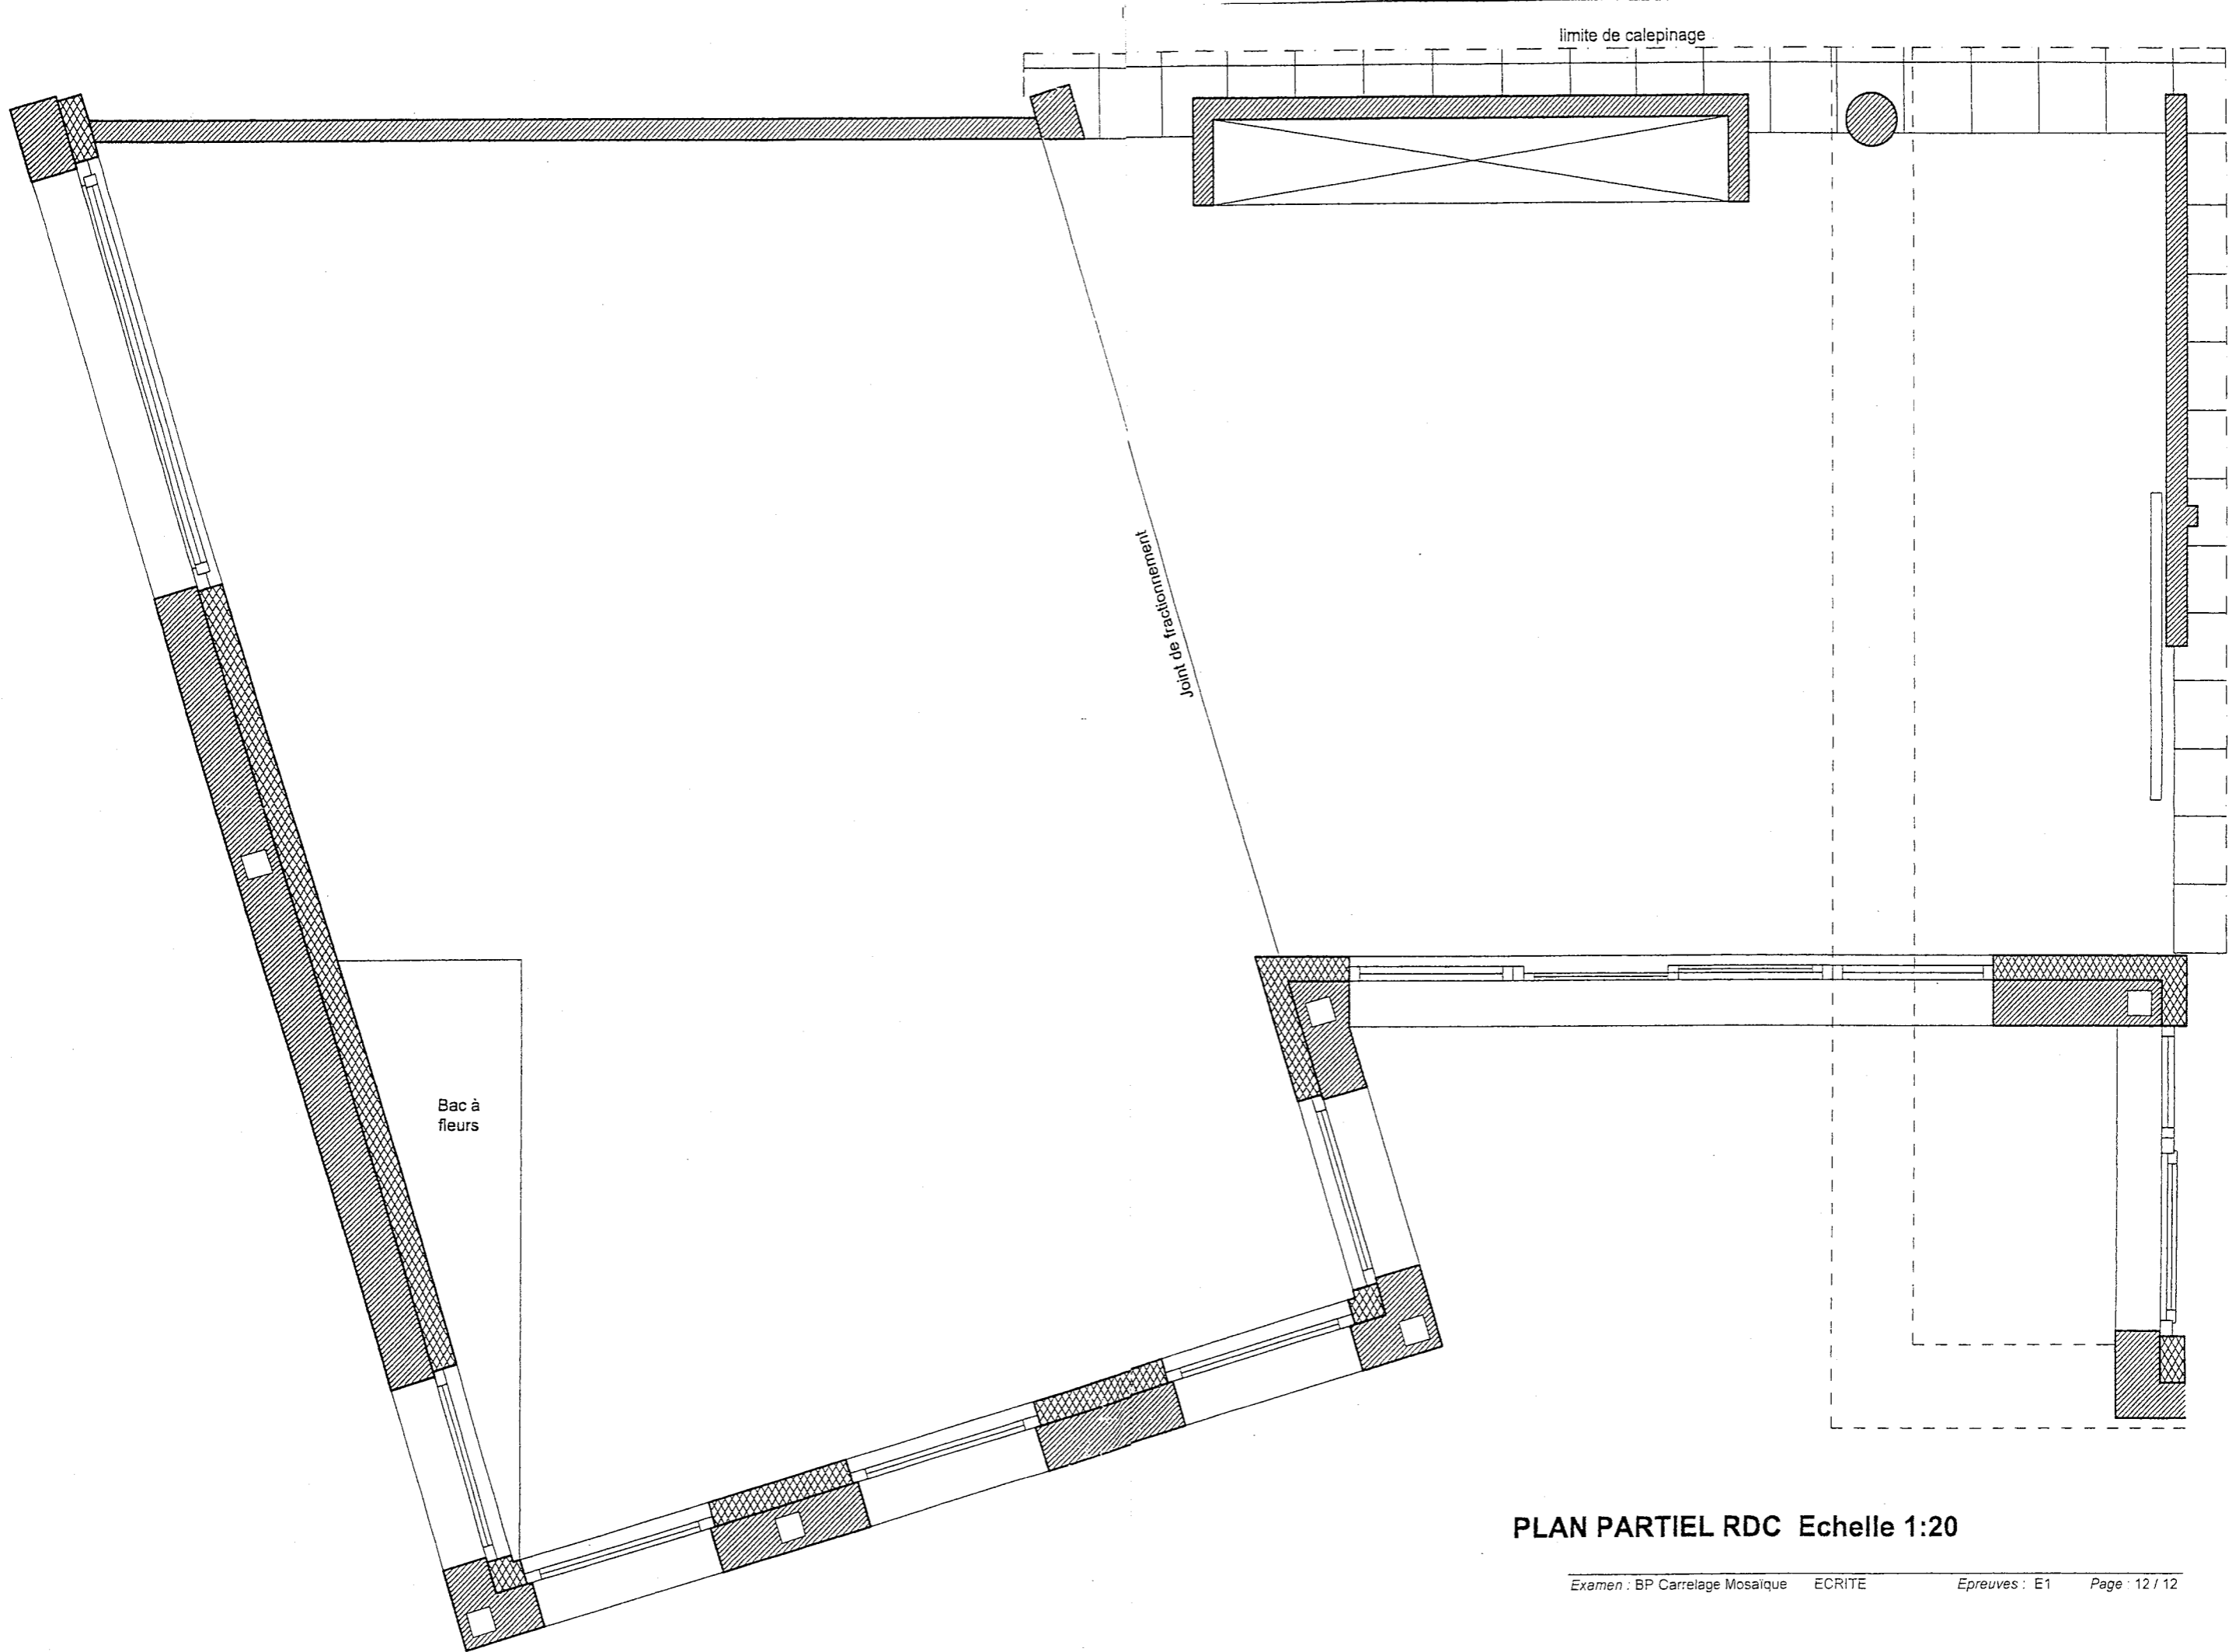 limite de calepinage
Joint de fractionnement
Bac à
fleurs
PLAN PARTIEL RDC Echelle 1:20
Examen : BP Carrelage Mosaïque ECRITE Epreuves : E1 Page : 12 / 12